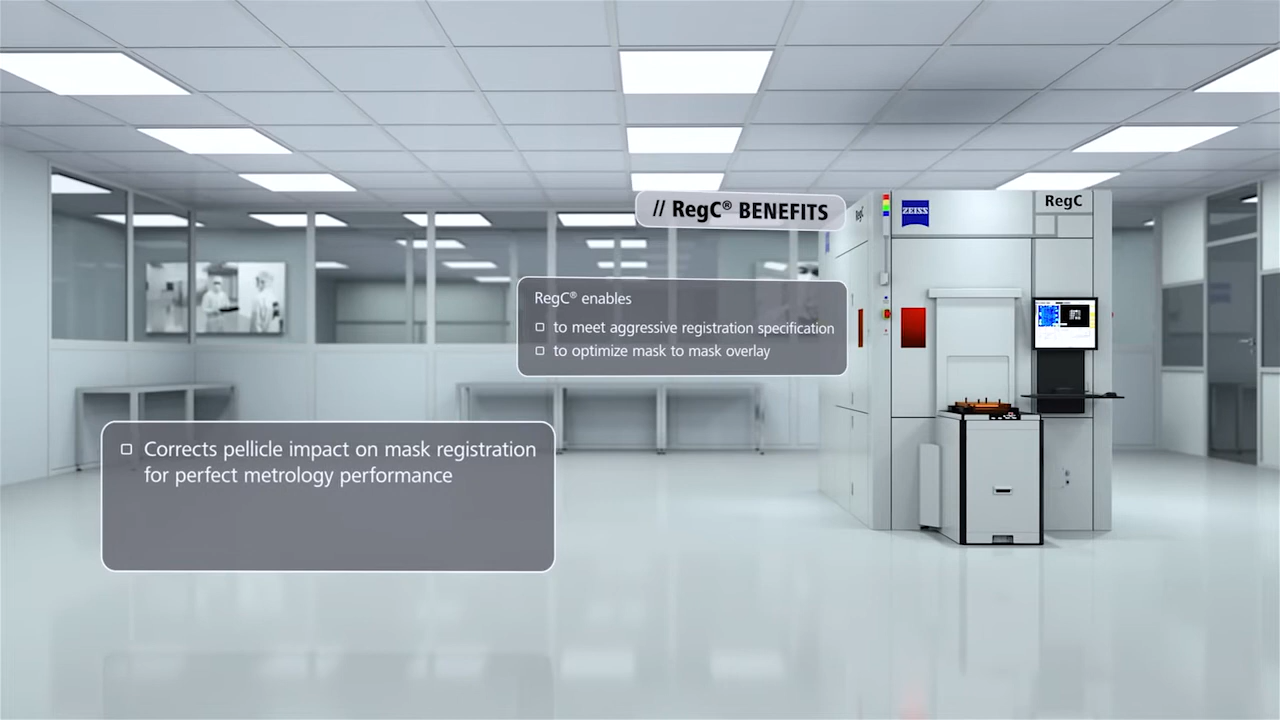 // RegC® BENEFITS
ZEISS
RegC
RegC
RegC® enables
to meet aggressive registration specification
to optimize mask to mask overlay
Corrects pellicle impact on mask registration
for perfect metrology performance